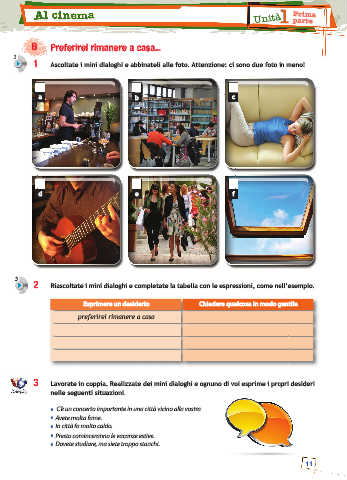 Al cinema
Unità 1 Prima
parte
B Preferirei rimanere a casa...
3
1 Ascoltate i mini dialoghi e abbinateli alle foto. Attenzione: ci sono due foto in meno!
a
b
c
d
e
f
3
2 Riascoltate i mini dialoghi e completate la tabella con le espressioni, come nell'esempio.
Esprimere un desiderio Chiedere qualcosa in modo gentile
preferirei rimanere a casa
3 Lavorate in coppia. Realizzate dei mini dialoghi e ognuno di voi esprime i propri desideri
nelle seguenti situazioni.
C'è un concerto importante in una città vicina alla vostra.
Avete molta fame.
In città fa molto caldo.
Presto cominceranno le vacanze estive.
Dovete studiare, ma siete troppo stanchi.
11